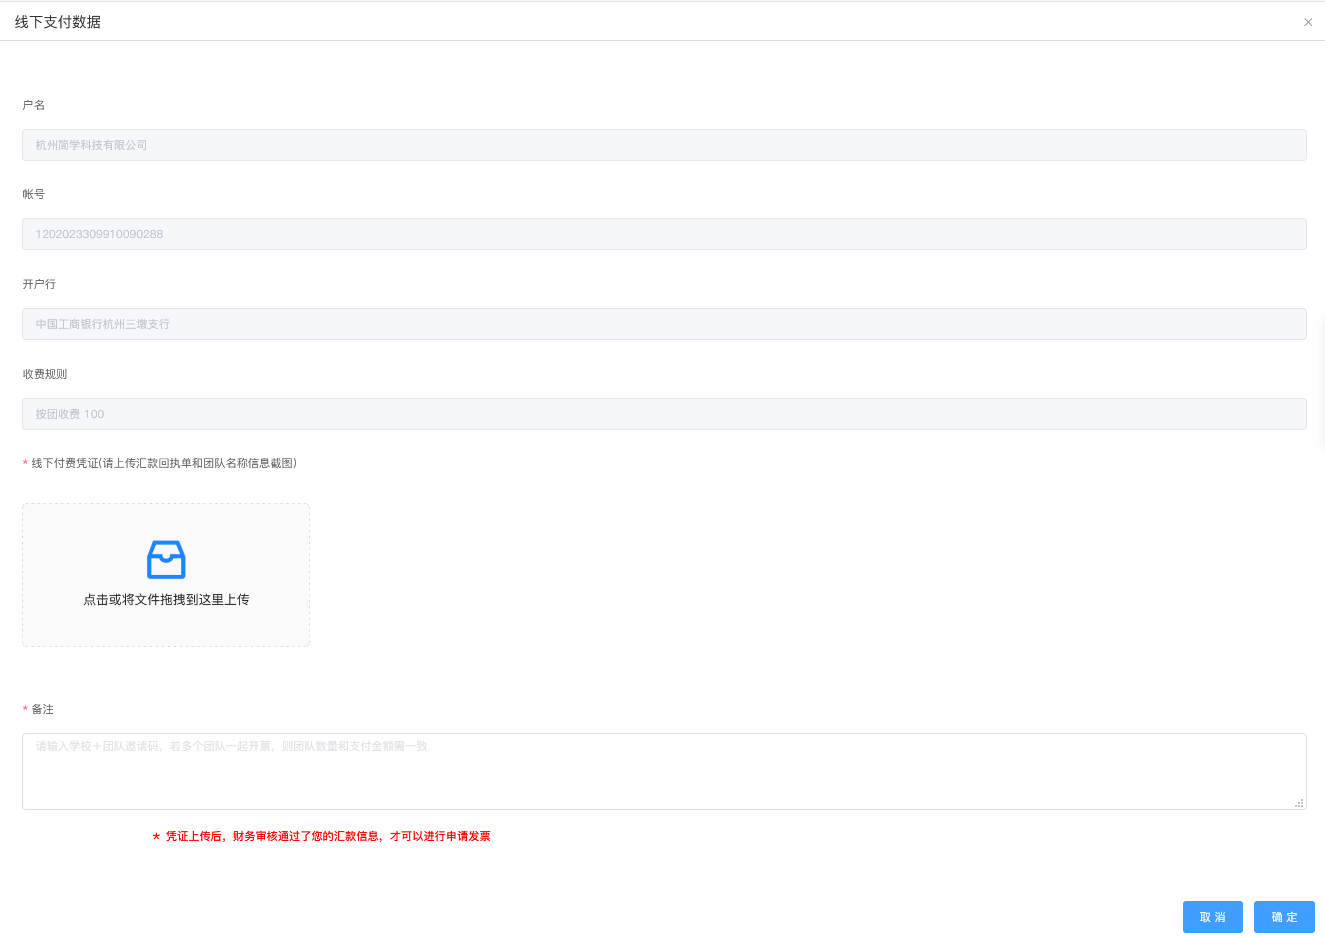 线下支付数据
户名
杭州简学科技有限公司
帐号
1202023309910090288
开户行
中国工商银行杭州三墩支行
收费规则
按团收费 100
* 线下付费凭证(请上传汇款回执单和团队名称信息截图)
点击或将文件拖拽到这里上传
* 备注
请输入学校＋团队邀请码，若多个团队一起开票，则团队数量和支付金额需一致
* 凭证上传后，财务审核通过了您的汇款信息，才可以进行申请发票
取消 确定